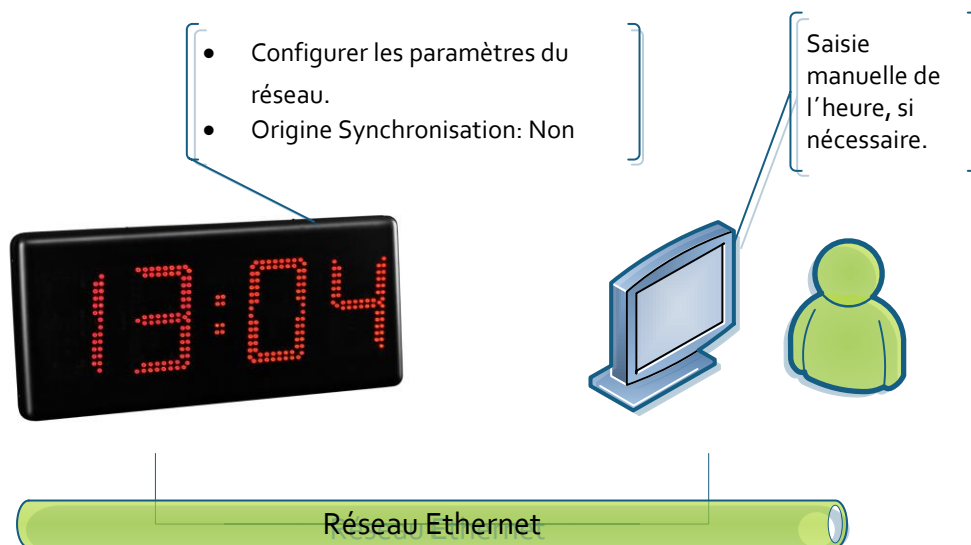 • Configurer les paramètres du
réseau.
• Origine Synchronisation: Non
Saisie
manuelle de
l´heure, si
nécessaire.
13:04
Réseau Ethernet